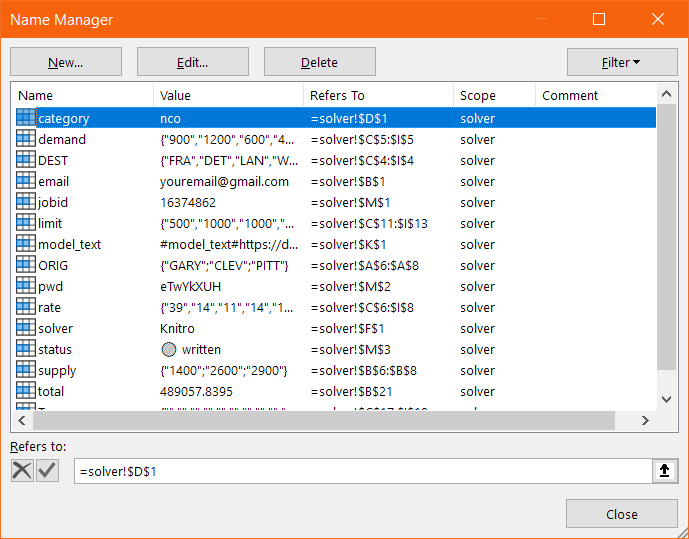 Name Manager
New... Edit... Delete Filter
Name Value Refers To Scope Comment
category nco =solver!$D$1 solver
demand {"900","1200","600","4... =solver!$C$5:$I$5 solver
DEST {"FRA","DET","LAN","W... =solver!$C$4:$I$4 solver
email youremail@gmail.com =solver!$B$1 solver
jobid 16374862 =solver!$M$1 solver
limit {"500","1000","1000","... =solver!$C$11:$I$13 solver
model_text #model_text#https://d... =solver!$K$1 solver
ORIG {"GARY";"CLEV";"PITT"} =solver!$A$6:$A$8 solver
pwd eTwYkXUH =solver!$M$2 solver
rate {"39","14","11","14","1... =solver!$C$6:$I$8 solver
solver Knitro =solver!$F$1 solver
status written =solver!$M$3 solver
supply {"1400";"2600";"2900"} =solver!$B$6:$B$8 solver
total 489057.8395 =solver!$B$21 solver
Refers to:
=solver!$D$1
Close